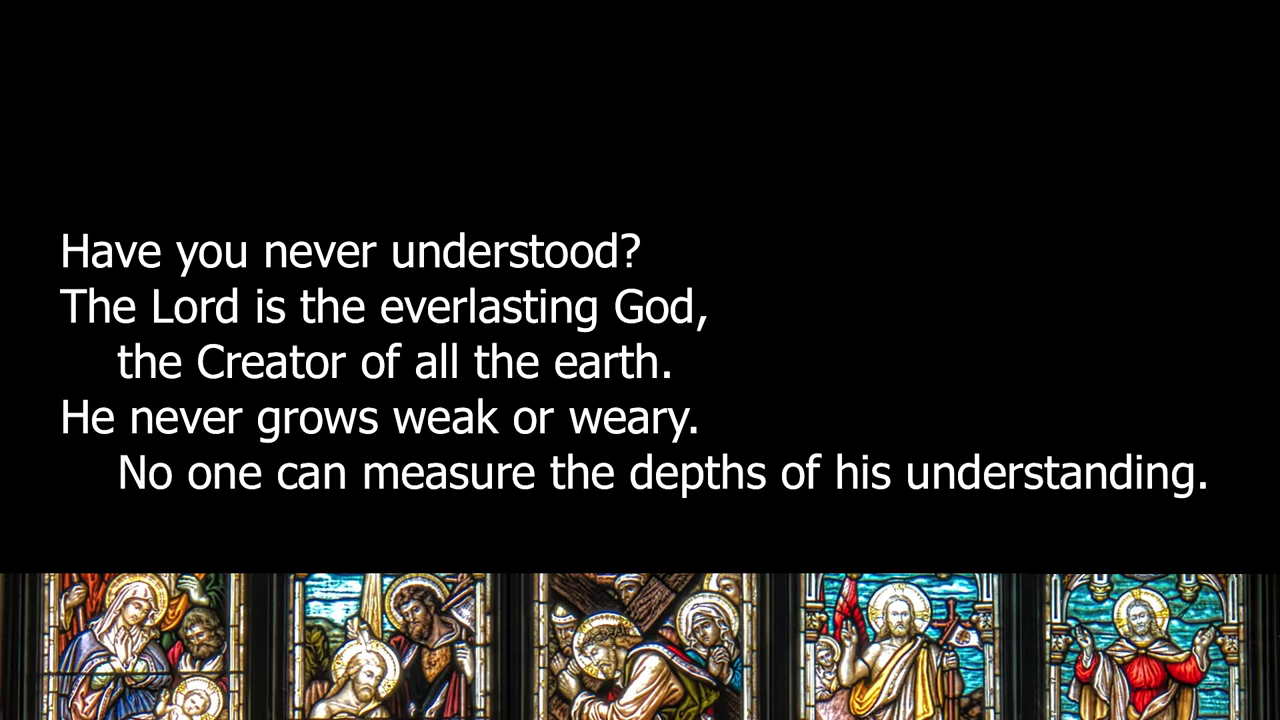 Have you never understood?
The Lord is the everlasting God,
the Creator of all the earth.
He never grows weak or weary.
No one can measure the depths of his understanding.